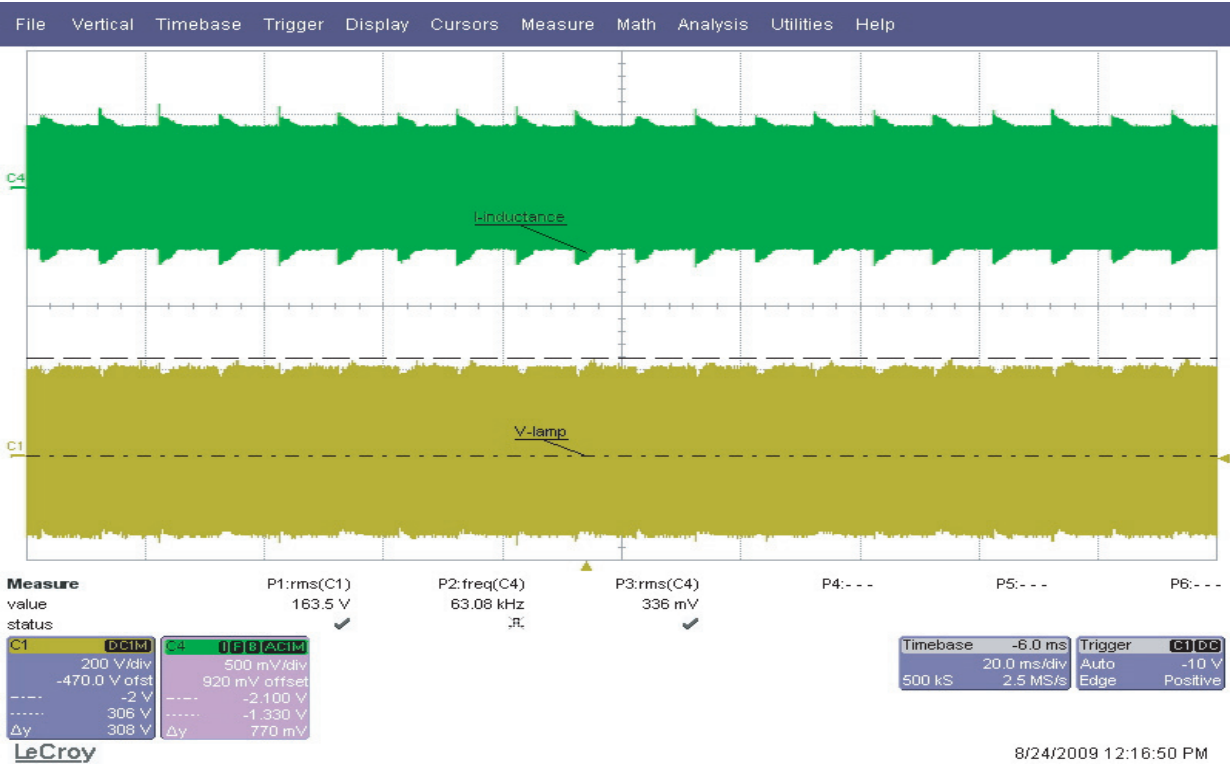 File Vertical Timebase Trigger Display Cursors Measure Math Analysis Utilities Help
C4
I-inductance
V-lamp
C1
Measure P1:rms(C1) P2:freq(C4) P3:rms(C4) P4:- - - P5:- - - P6:- - -
value 163.5 V 63.08 kHz 336 mV
status
C1 DC1M
200 V/div
-470.0 V ofst
-2 V
306 V
Δy 308 V
C4 AC1M
500 mV/div
920 mV offset
-2.100 V
-1.330 V
Δy 770 mV
Timebase -6.0 ms
20.0 ms/div
500 kS 2.5 MS/s
Trigger C1 DC
Auto -10 V
Edge Positive
LeCroy
8/24/2009 12:16:50 PM